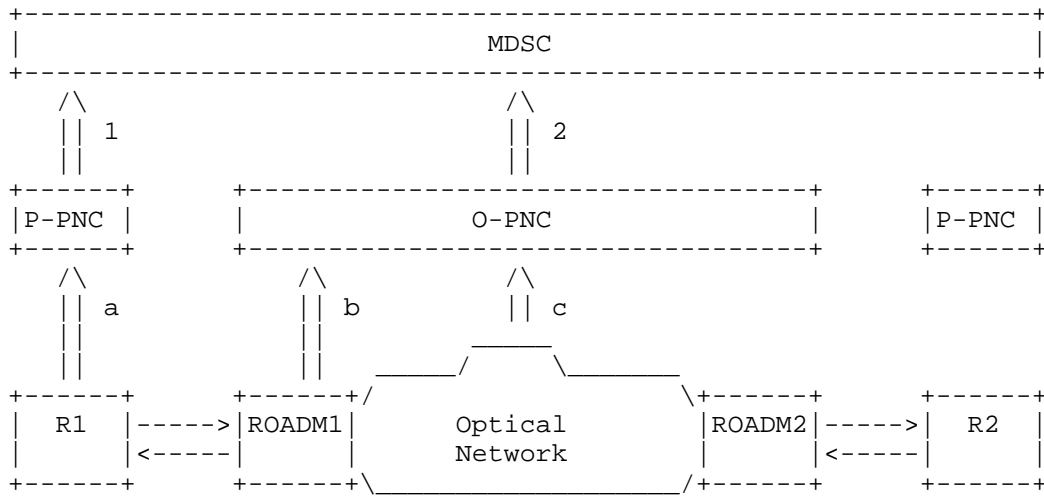 MDSC
1 2
P-PNC O-PNC P-PNC
a b c
R1 ROADM1 Optical ROADM2 R2
Network